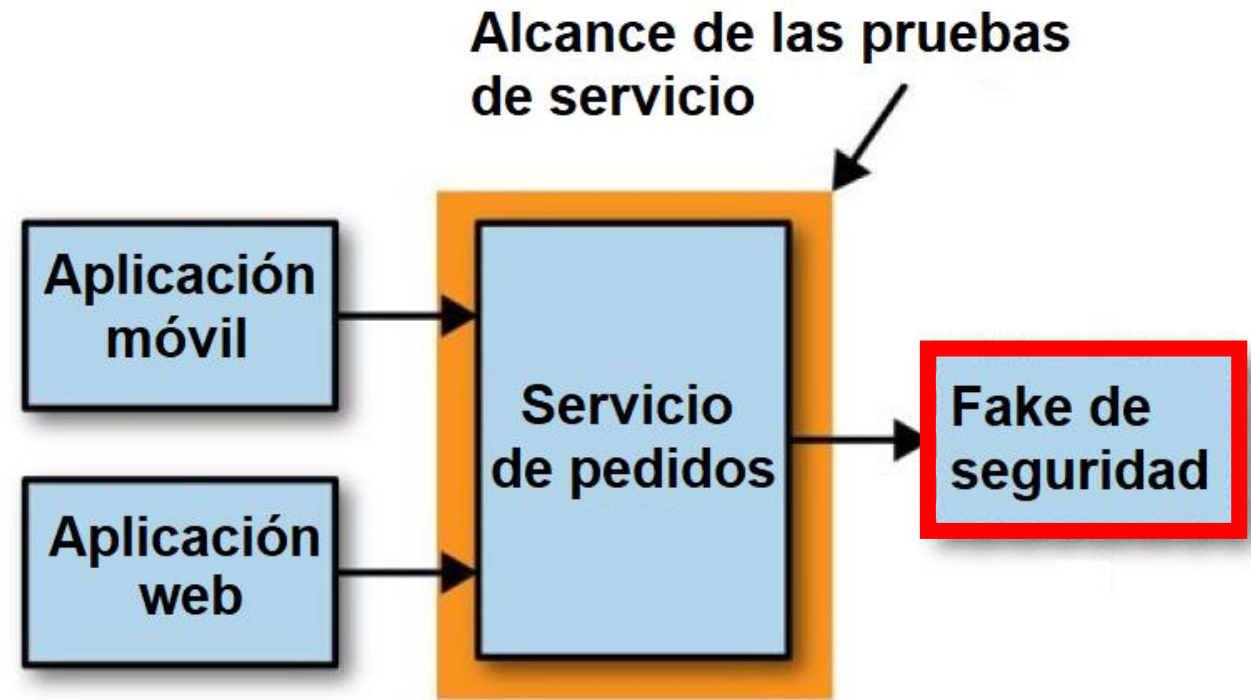 Alcance de las pruebas
de servicio
Aplicación
móvil
Servicio
de pedidos
Fake de
seguridad
Aplicación
web